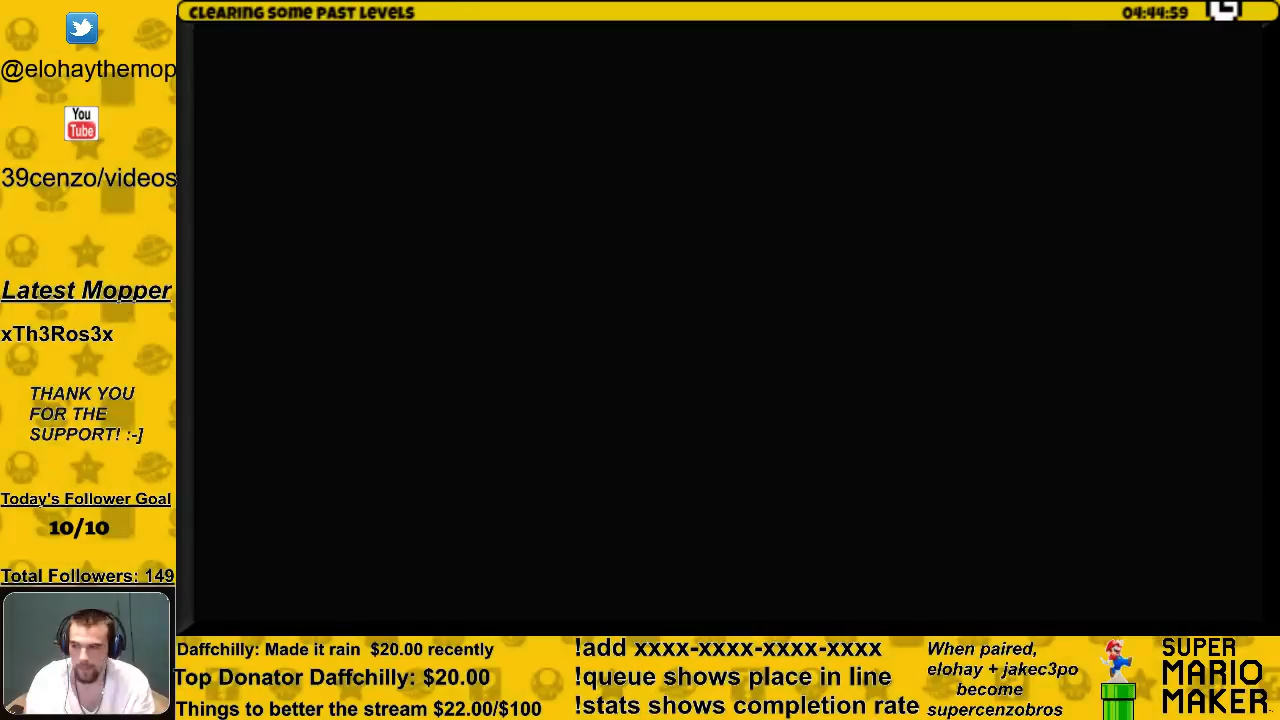 CLEARING SOME PAST LEVELS
04:44:59
@elohaythemop
You
Tube
39cenzo/videos
Latest Mopper
xTh3Ros3x
THANK YOU
FOR THE
SUPPORT! :-]
Today's Follower Goal
10/10
Total Followers: 149
Daffchilly: Made it rain $20.00 recently
Top Donator Daffchilly: $20.00
Things to better the stream $22.00/$100
!add xxxx-xxxx-xxxx-xxxx
!queue shows place in line
!stats shows completion rate
When paired,
elohay + jakec3po
become
supercenzobros
SUPER
MARIO
MAKER